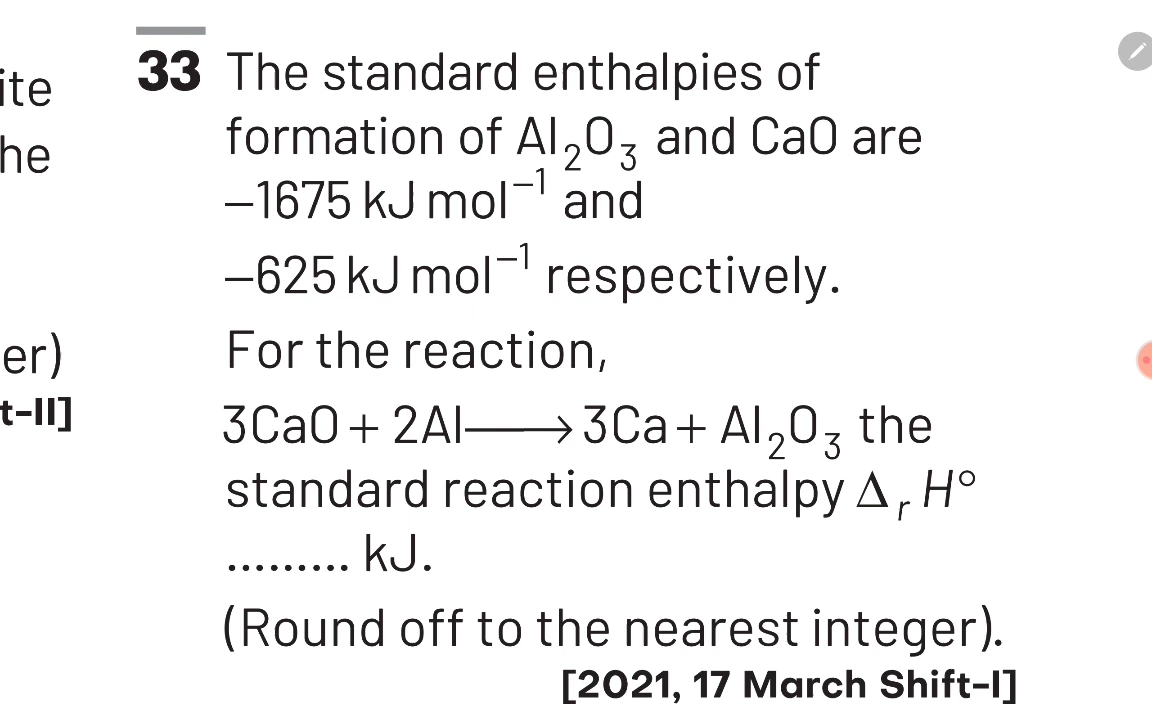 ite
he
er)
t-II]
33 The standard enthalpies of
formation of Al₂O₃ and CaO are
–1675 kJ mol⁻¹ and
–625 kJ mol⁻¹ respectively.
For the reaction,
3CaO + 2Al ⟶ 3Ca + Al₂O₃ the
standard reaction enthalpy Δᵣ H°
......... kJ.
(Round off to the nearest integer).
[2021, 17 March Shift-I]